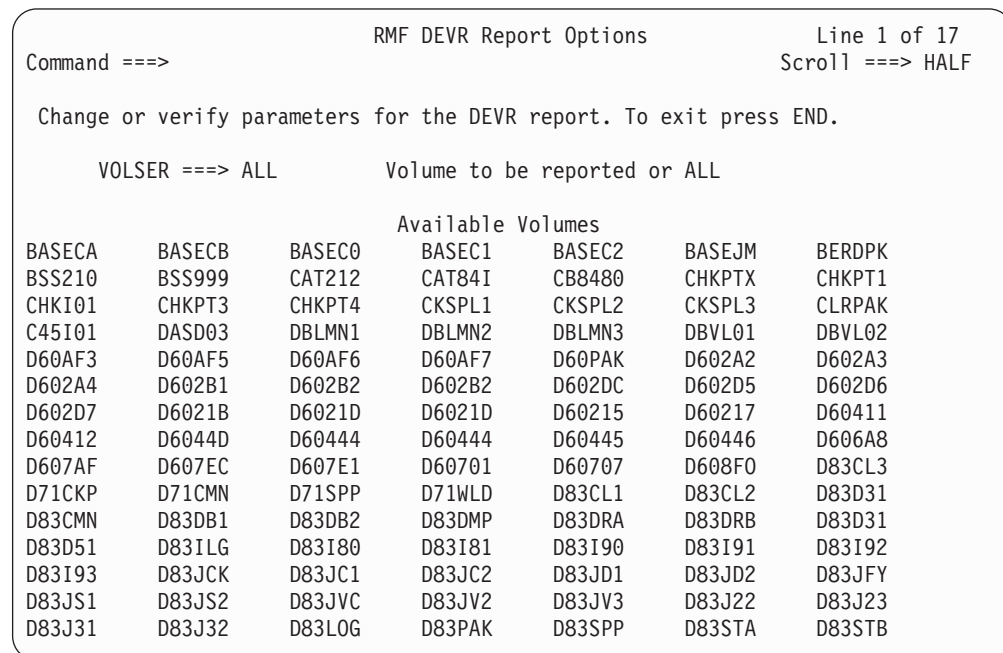 RMF DEVR Report Options Line 1 of 17
Command ===> Scroll ===> HALF
Change or verify parameters for the DEVR report. To exit press END.
VOLSER ===> ALL Volume to be reported or ALL
Available Volumes
BASECA BASECB BASEC0 BASEC1 BASEC2 BASEJM BERDPK
BSS210 BSS999 CAT212 CAT84I CB8480 CHKPTX CHKPT1
CHKI01 CHKPT3 CHKPT4 CKSPL1 CKSPL2 CKSPL3 CLRPAK
C45I01 DASD03 DBLMN1 DBLMN2 DBLMN3 DBVL01 DBVL02
D60AF3 D60AF5 D60AF6 D60AF7 D60PAK D602A2 D602A3
D602A4 D602B1 D602B2 D602B2 D602DC D602D5 D602D6
D602D7 D6021B D6021D D6021D D60215 D60217 D60411
D60412 D6044D D60444 D60444 D60445 D60446 D606A8
D607AF D607EC D607E1 D60701 D60707 D608FO D83CL3
D71CKP D71CMN D71SPP D71WLD D83CL1 D83CL2 D83D31
D83CMN D83DB1 D83DB2 D83DMP D83DRA D83DRB D83D31
D83D51 D83ILG D83I80 D83I81 D83I90 D83I91 D83I92
D83I93 D83JCK D83JC1 D83JC2 D83JD1 D83JD2 D83JFY
D83JS1 D83JS2 D83JVC D83JV2 D83JV3 D83J22 D83J23
D83J31 D83J32 D83LOG D83PAK D83SPP D83STA D83STB